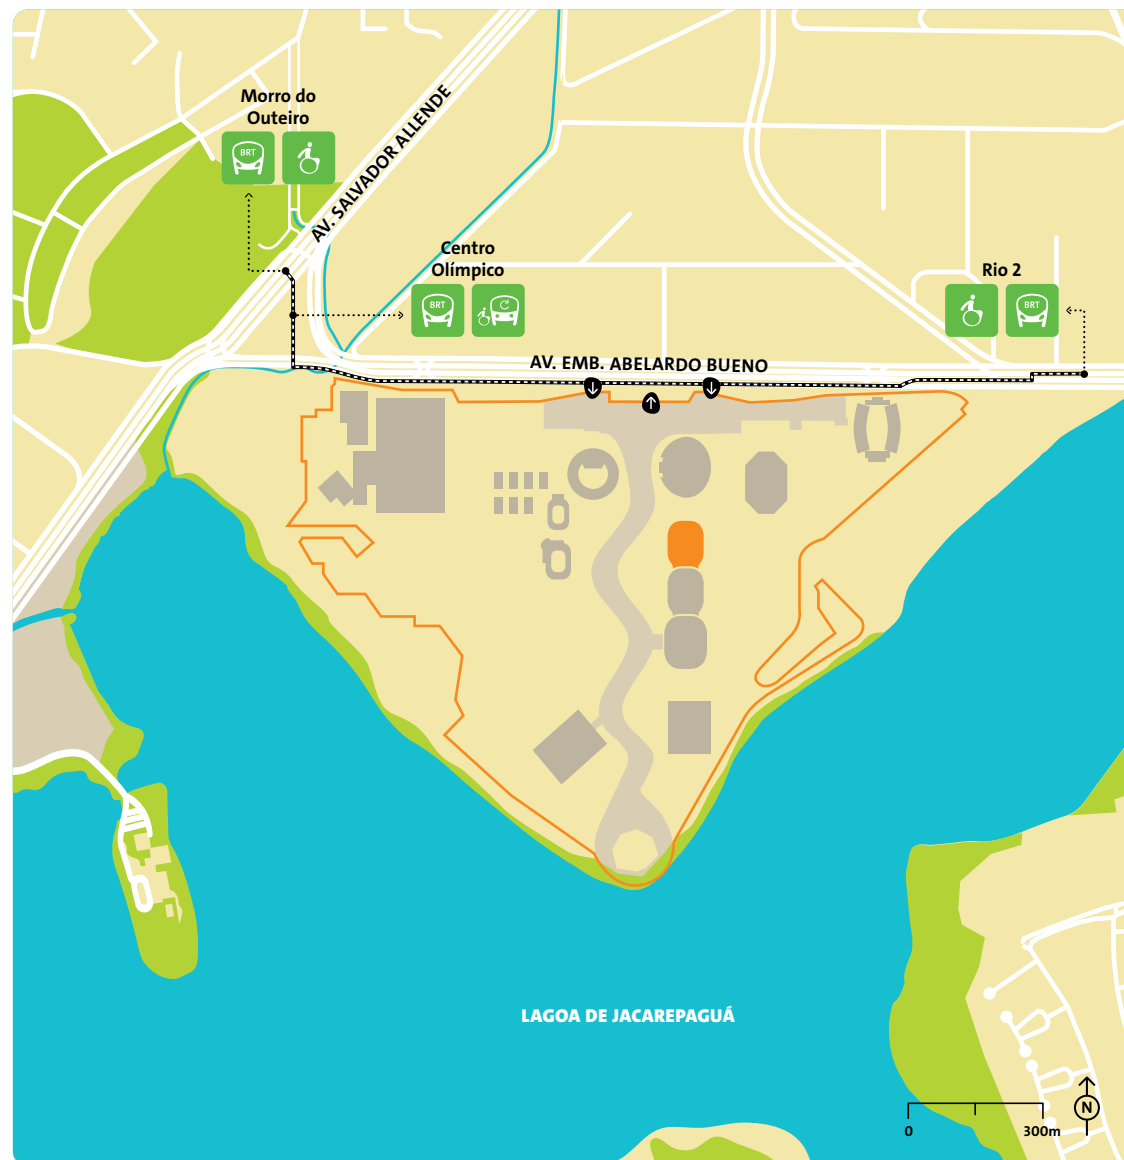 Morro do
Outeiro
BRT
AV. SALVADOR ALLENDE
Centro
Olímpico
BRT
Rio 2
BRT
AV. EMB. ABELARDO BUENO
LAGOA DE JACAREPAGUÁ
N
0
300m